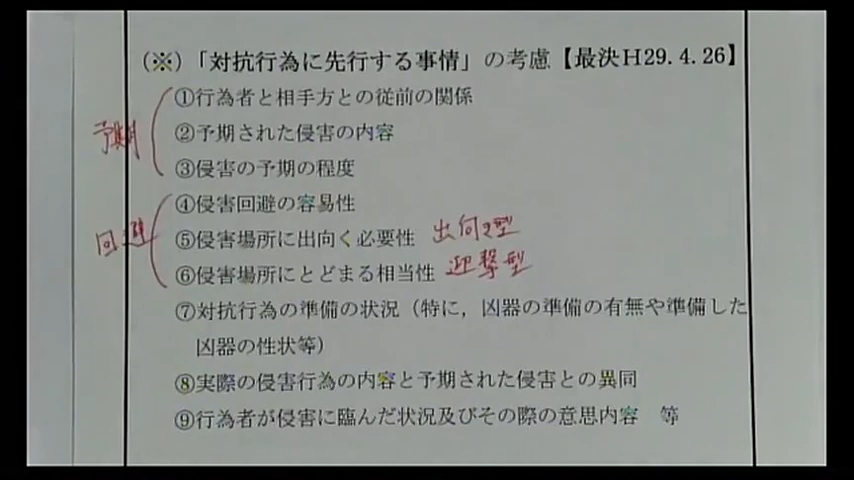 (※)「対抗行為に先行する事情」の考慮【最決H29.4.26】
①行為者と相手方との従前の関係
予期 ②予期された侵害の内容
③侵害の予期の程度
④侵害回避の容易性
回避 ⑤侵害場所に出向く必要性 出向き型
⑥侵害場所にとどまる相当性 迎撃型
⑦対抗行為の準備の状況(特に,凶器の準備の有無や準備した
凶器の性状等)
⑧実際の侵害行為の内容と予期された侵害との異同
⑨行為者が侵害に臨んだ状況及びその際の意思内容 等